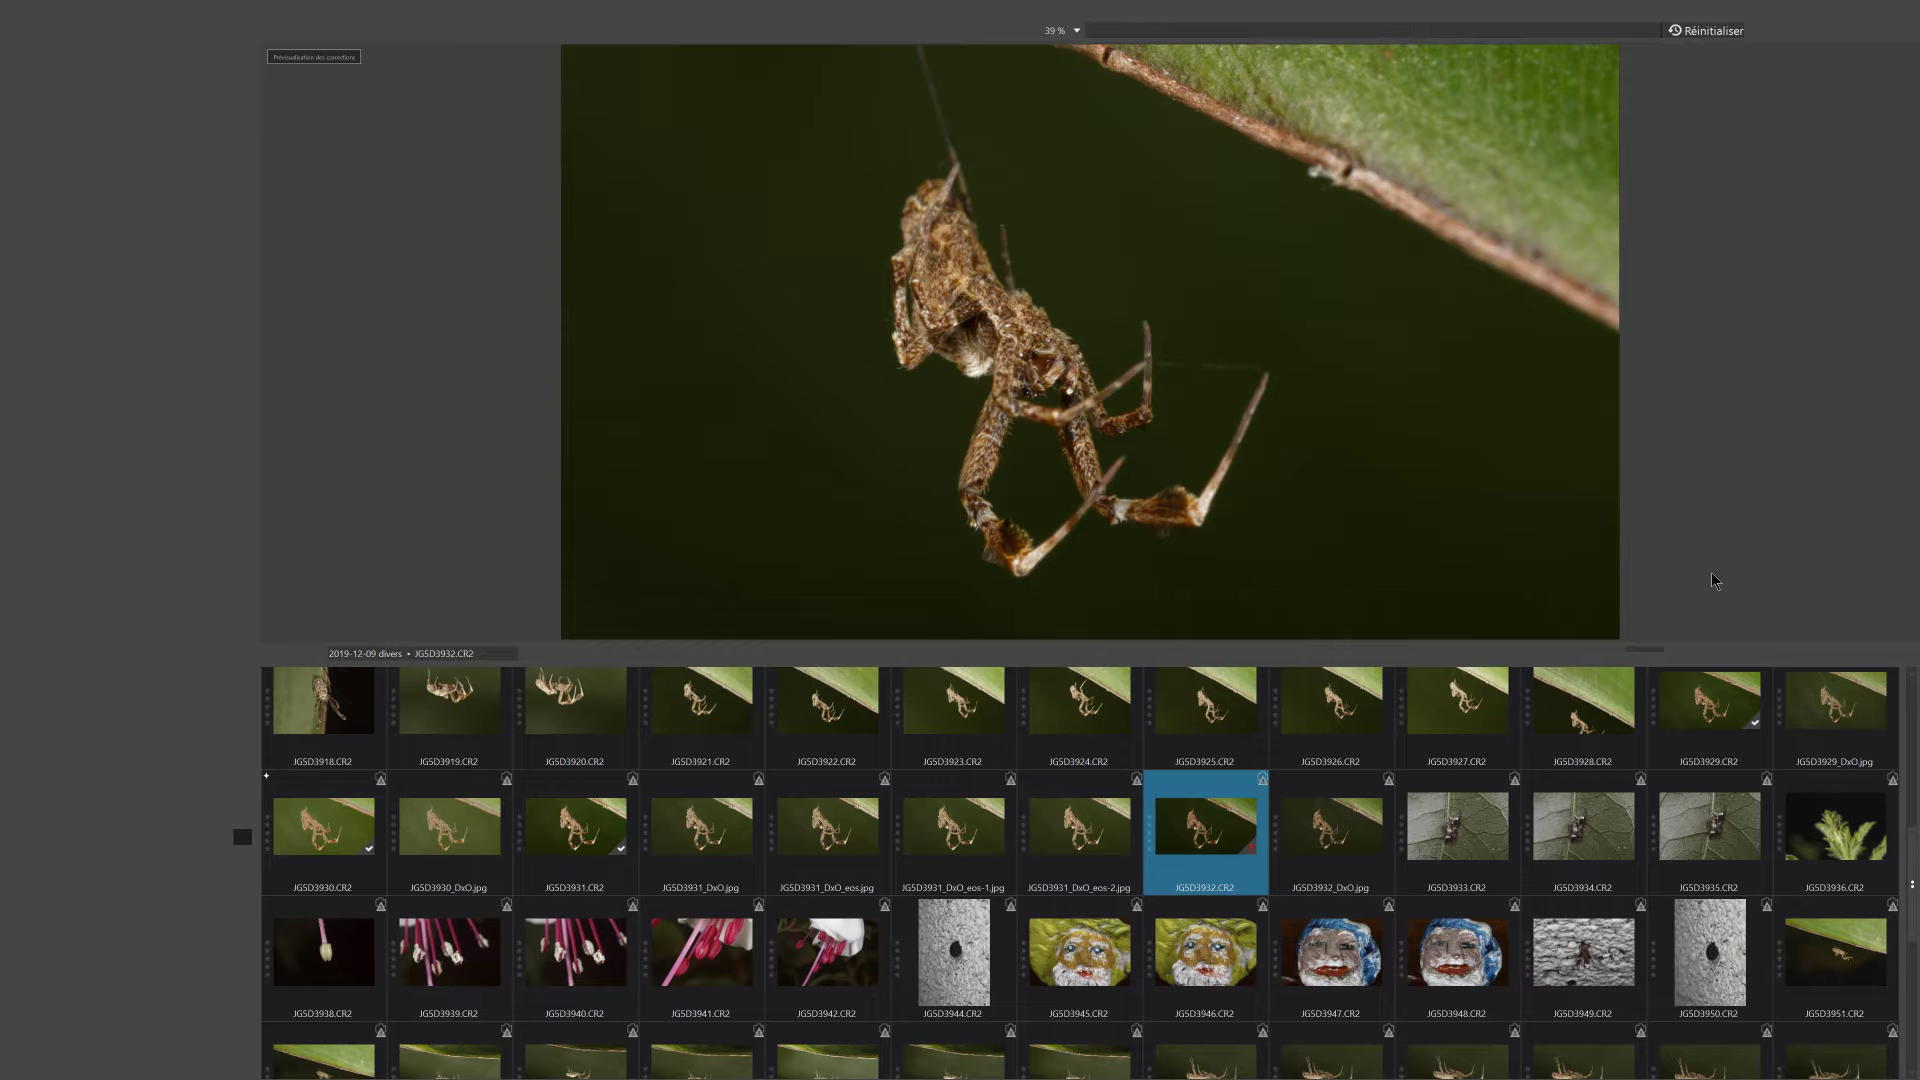 39 %
Réinitialiser
Prévisualisation des corrections
2019-12-09 divers • JG5D3932.CR2
JG5D3918.CR2
JG5D3919.CR2
JG5D3920.CR2
JG5D3921.CR2
JG5D3922.CR2
JG5D3923.CR2
JG5D3924.CR2
JG5D3925.CR2
JG5D3926.CR2
JG5D3927.CR2
JG5D3928.CR2
JG5D3929.CR2
JG5D3929_DxO.jpg
JG5D3930.CR2
JG5D3930_DxO.jpg
JG5D3931.CR2
JG5D3931_DxO.jpg
JG5D3931_DxO_eos.jpg
JG5D3931_DxO_eos-1.jpg
JG5D3931_DxO_eos-2.jpg
JG5D3932.CR2
JG5D3932_DxO.jpg
JG5D3933.CR2
JG5D3934.CR2
JG5D3935.CR2
JG5D3936.CR2
JG5D3938.CR2
JG5D3939.CR2
JG5D3940.CR2
JG5D3941.CR2
JG5D3942.CR2
JG5D3944.CR2
JG5D3945.CR2
JG5D3946.CR2
JG5D3947.CR2
JG5D3948.CR2
JG5D3949.CR2
JG5D3950.CR2
JG5D3951.CR2